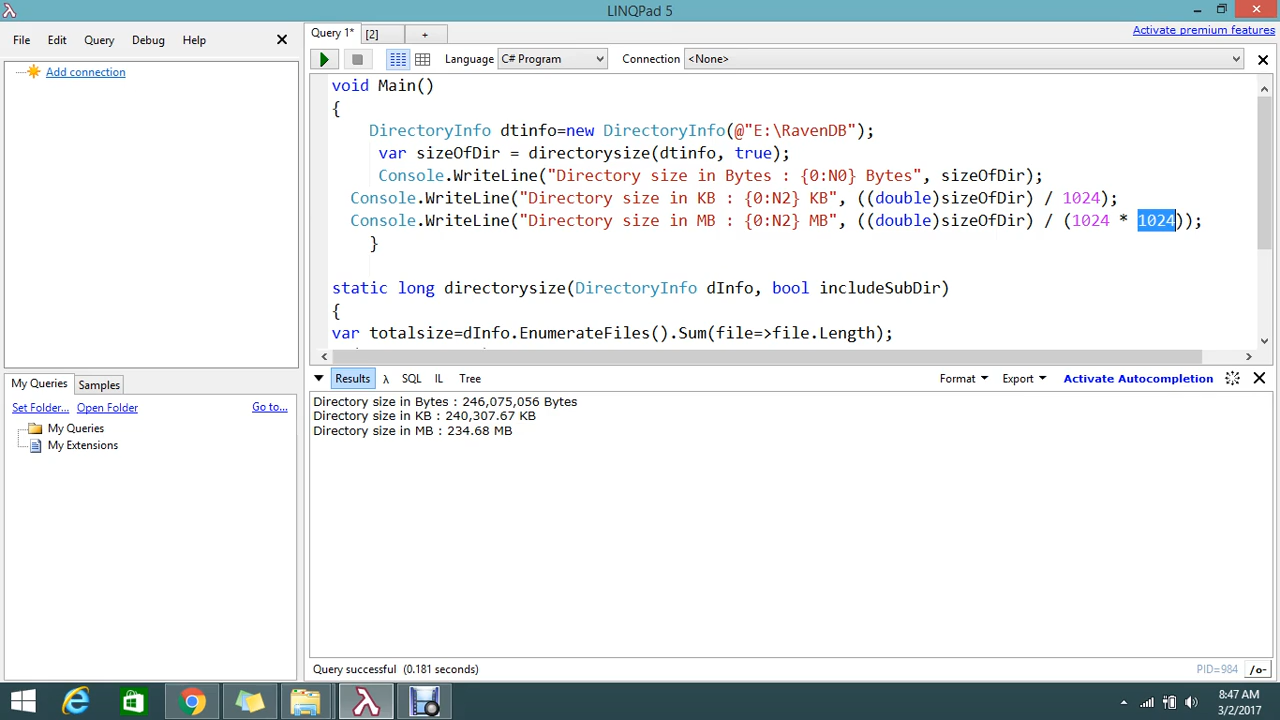 LINQPad 5
File Edit Query Debug Help
Query 1* [2] +
Activate premium features
Language C# Program Connection <None>
Add connection
void Main()
{
DirectoryInfo dtinfo=new DirectoryInfo(@"E:\RavenDB");
var sizeOfDir = directorysize(dtinfo, true);
Console.WriteLine("Directory size in Bytes : {0:N0} Bytes", sizeOfDir);
Console.WriteLine("Directory size in KB : {0:N2} KB", ((double)sizeOfDir) / 1024);
Console.WriteLine("Directory size in MB : {0:N2} MB", ((double)sizeOfDir) / (1024 * 1024));
}
static long directorysize(DirectoryInfo dInfo, bool includeSubDir)
{
var totalsize=dInfo.EnumerateFiles().Sum(file=>file.Length);
My Queries Samples
Set Folder... Open Folder Go to...
My Queries
My Extensions
Results λ SQL IL Tree Format Export Activate Autocompletion
Directory size in Bytes : 246,075,056 Bytes
Directory size in KB : 240,307.67 KB
Directory size in MB : 234.68 MB
Query successful (0.181 seconds) PID=984 /o-
8:47 AM
3/2/2017